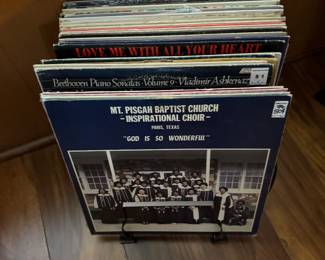 LOVE ME WITH ALL YOUR HEART
Beethoven Piano Sonatas · Volume 9 · Vladimir Ashkenazy
MT. PISGAH BAPTIST CHURCH
-INSPIRATIONAL CHOIR-
PARIS, TEXAS
"GOD IS SO WONDERFUL"